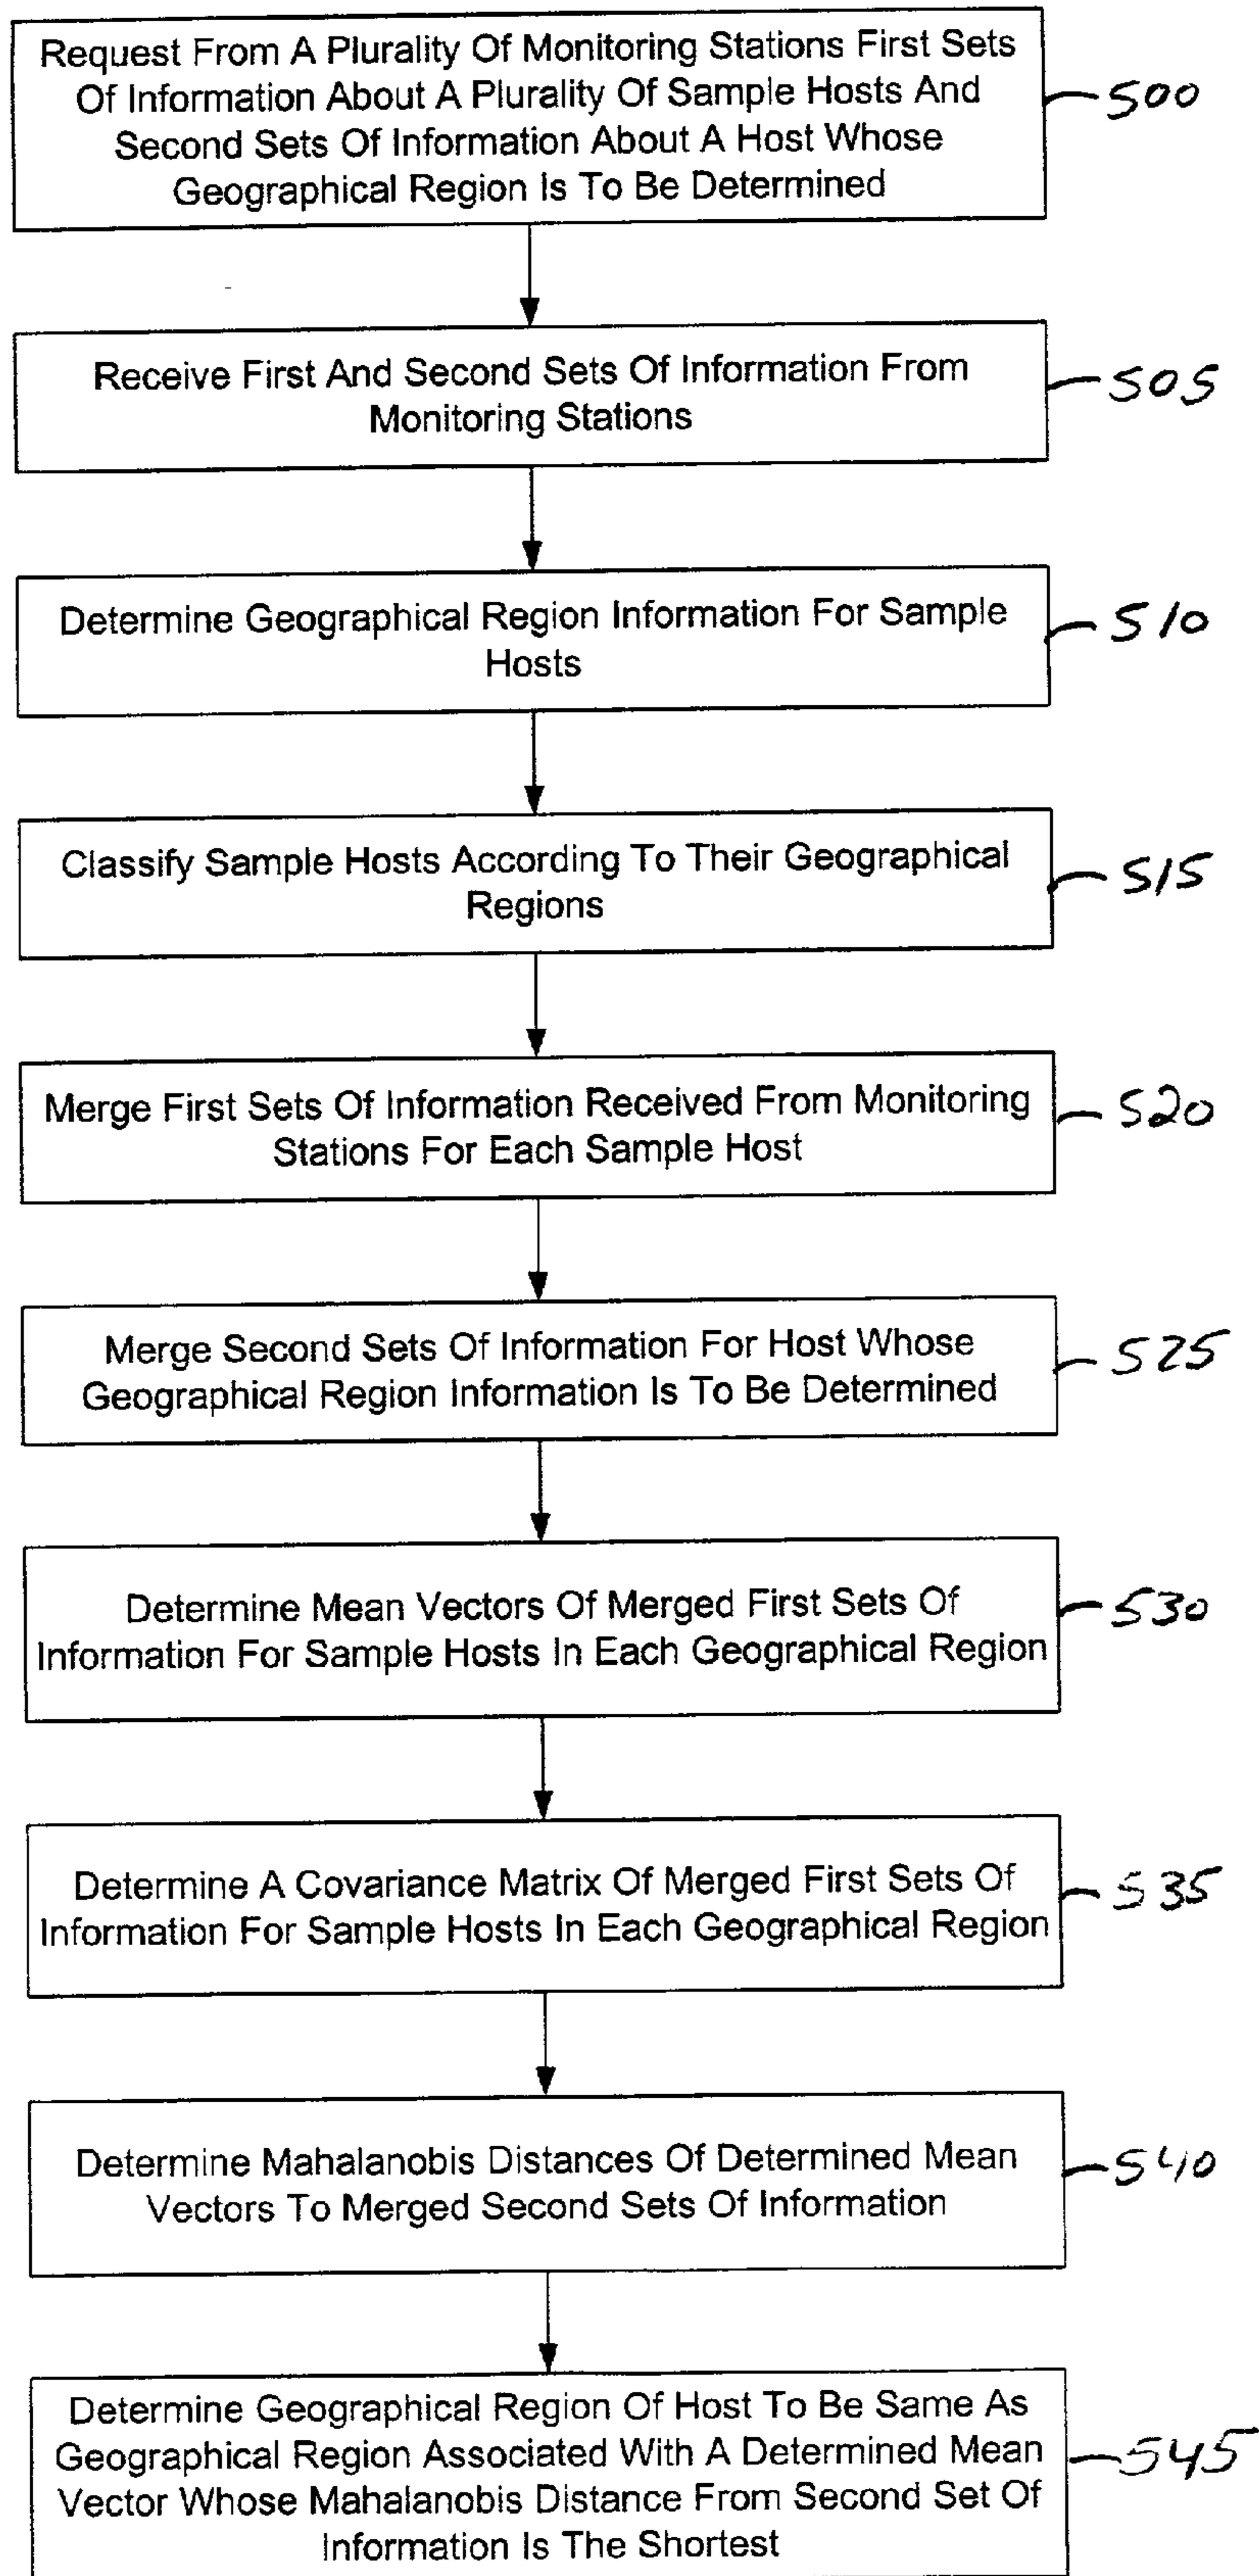 Request From A Plurality Of Monitoring Stations First Sets
Of Information About A Plurality Of Sample Hosts And
Second Sets Of Information About A Host Whose
Geographical Region Is To Be Determined
500
Receive First And Second Sets Of Information From
Monitoring Stations
505
Determine Geographical Region Information For Sample
Hosts
510
Classify Sample Hosts According To Their Geographical
Regions
515
Merge First Sets Of Information Received From Monitoring
Stations For Each Sample Host
520
Merge Second Sets Of Information For Host Whose
Geographical Region Information Is To Be Determined
525
Determine Mean Vectors Of Merged First Sets Of
Information For Sample Hosts In Each Geographical Region
530
Determine A Covariance Matrix Of Merged First Sets Of
Information For Sample Hosts In Each Geographical Region
535
Determine Mahalanobis Distances Of Determined Mean
Vectors To Merged Second Sets Of Information
540
Determine Geographical Region Of Host To Be Same As
Geographical Region Associated With A Determined Mean
Vector Whose Mahalanobis Distance From Second Set Of
Information Is The Shortest
545